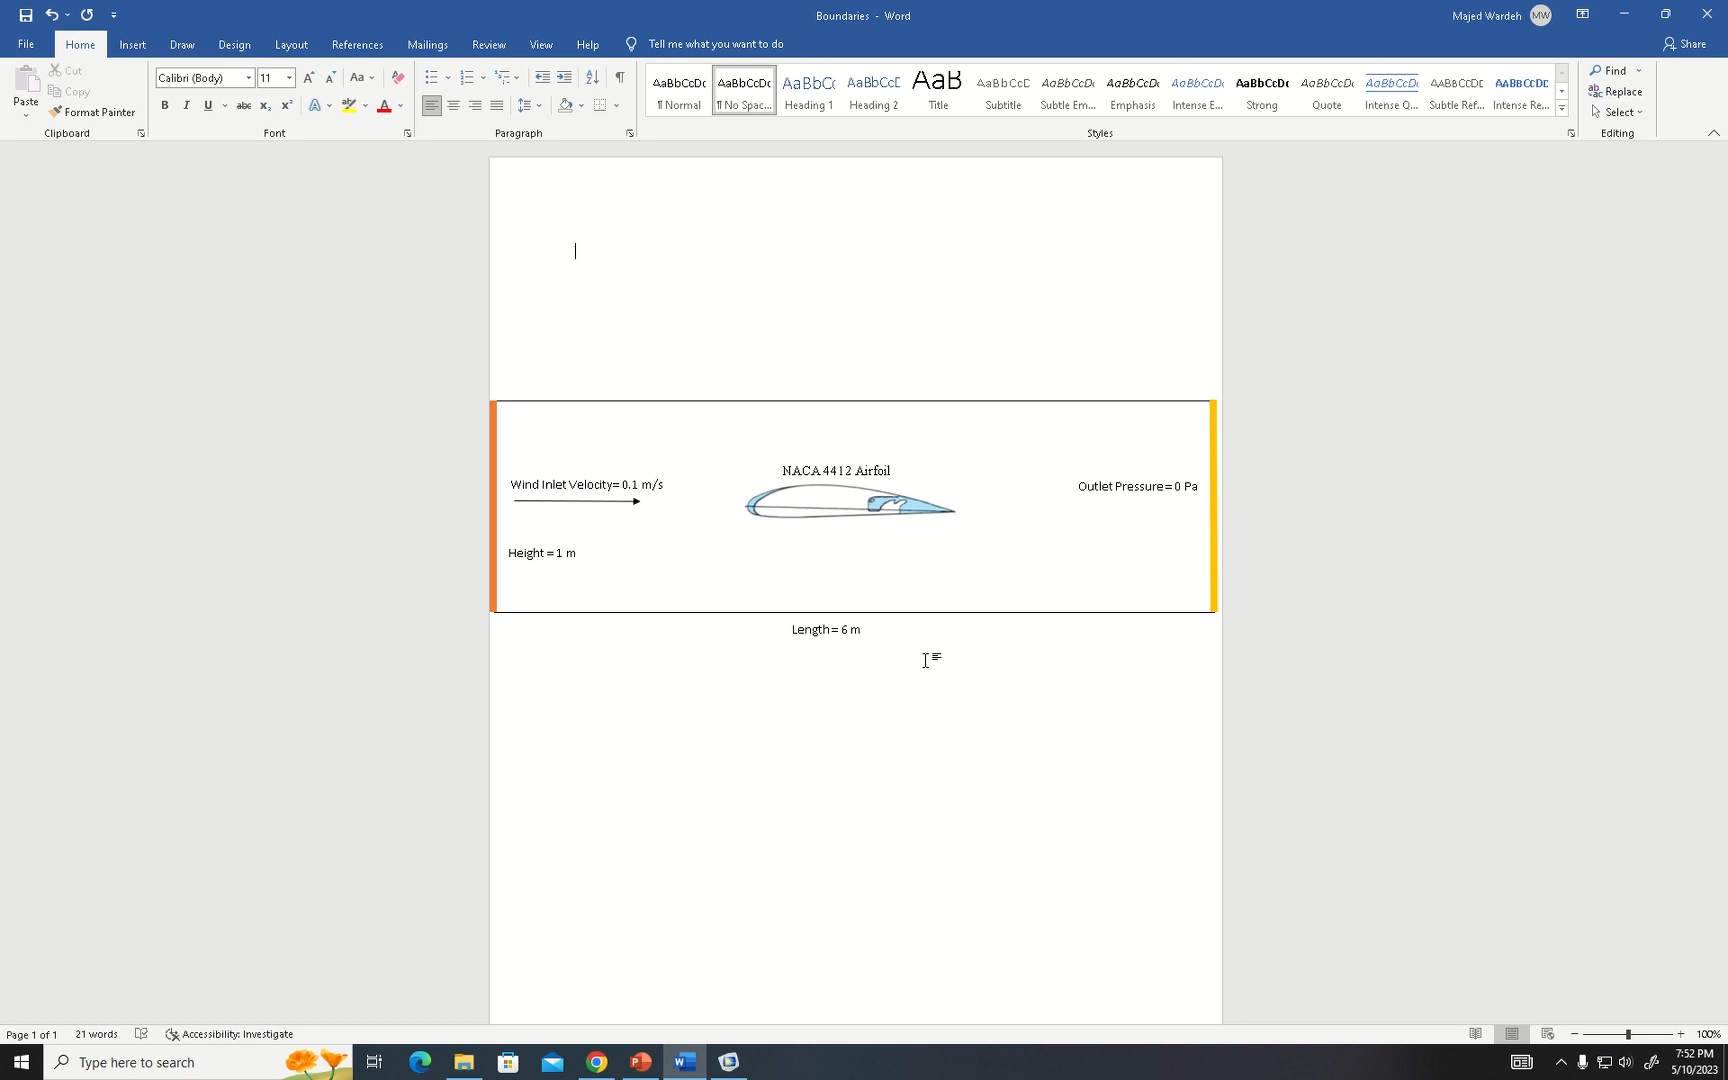 Boundaries - Word
Majed Wardeh MW
File Home Insert Draw Design Layout References Mailings Review View Help Tell me what you want to do Share
Paste
Cut
Copy
Format Painter
Clipboard
Calibri (Body) 11
Font
Paragraph
AaBbCcDc AaBbCcDc AaBbCc AaBbCcD AaB AaBbCcD AaBbCcDc AaBbCcDc AaBbCcDc AaBbCcDc AaBbCcDc AaBbCcDc AABBCCDC AABBCCDC
¶ Normal ¶ No Spac... Heading 1 Heading 2 Title Subtitle Subtle Em... Emphasis Intense E... Strong Quote Intense Q... Subtle Ref... Intense Re...
Styles
Find
Replace
Select
Editing
NACA 4412 Airfoil
Wind Inlet Velocity= 0.1 m/s
Outlet Pressure = 0 Pa
Height = 1 m
Length = 6 m
Page 1 of 1 21 words Accessibility: Investigate 100%
Type here to search
7:52 PM
5/10/2023